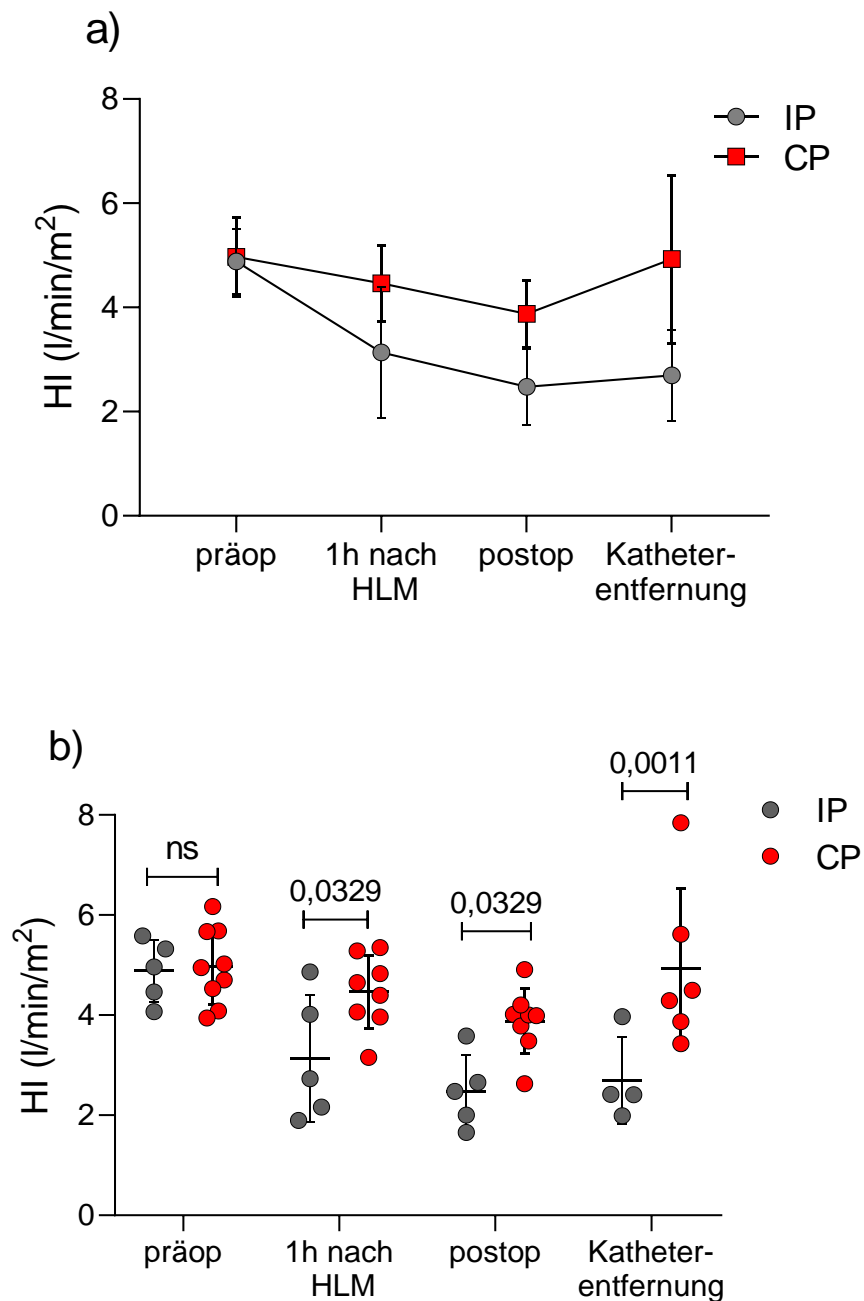 a)
8
6
4
2
0
HI (l/min/m²)
IP
CP
präop
1h nach
HLM
postop
Katheter-
entfernung
b)
8
6
4
2
0
HI (l/min/m²)
ns
0,0329
0,0329
0,0011
IP
CP
präop
1h nach
HLM
postop
Katheter-
entfernung